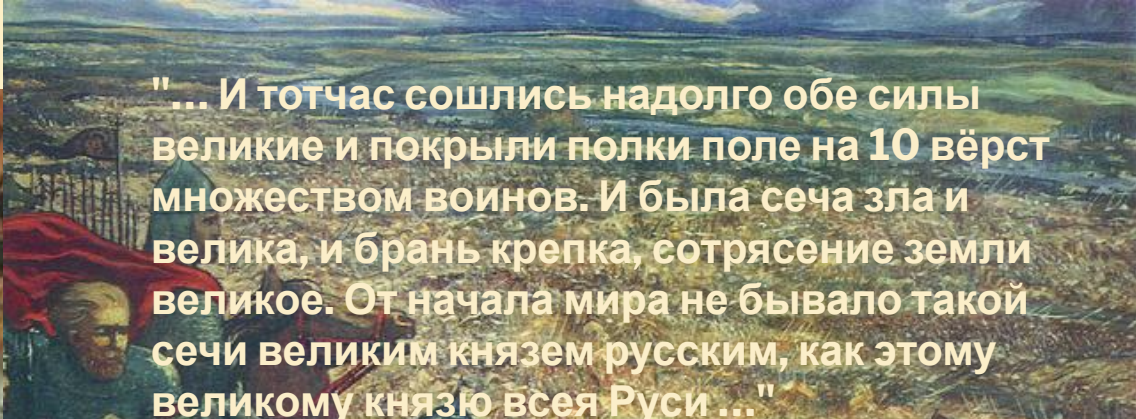 "... И тотчас сошлись надолго обе силы
великие и покрыли полки поле на 10 вёрст
множеством воинов. И была сеча зла и
велика, и брань крепка, сотрясение земли
великое. От начала мира не бывало такой
сечи великим князем русским, как этому
великому князю всея Руси ..."